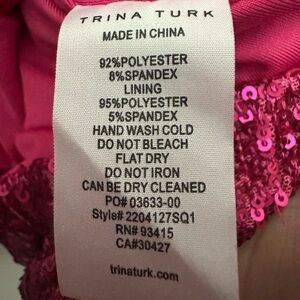 TRINA TURK
MADE IN CHINA
92%POLYESTER
8%SPANDEX
LINING
95%POLYESTER
5%SPANDEX
HAND WASH COLD
DO NOT BLEACH
FLAT DRY
DO NOT IRON
CAN BE DRY CLEANED
PO# 03633-00
Style# 2204127SQ1
RN# 93415
CA#30427
trinaturk.com